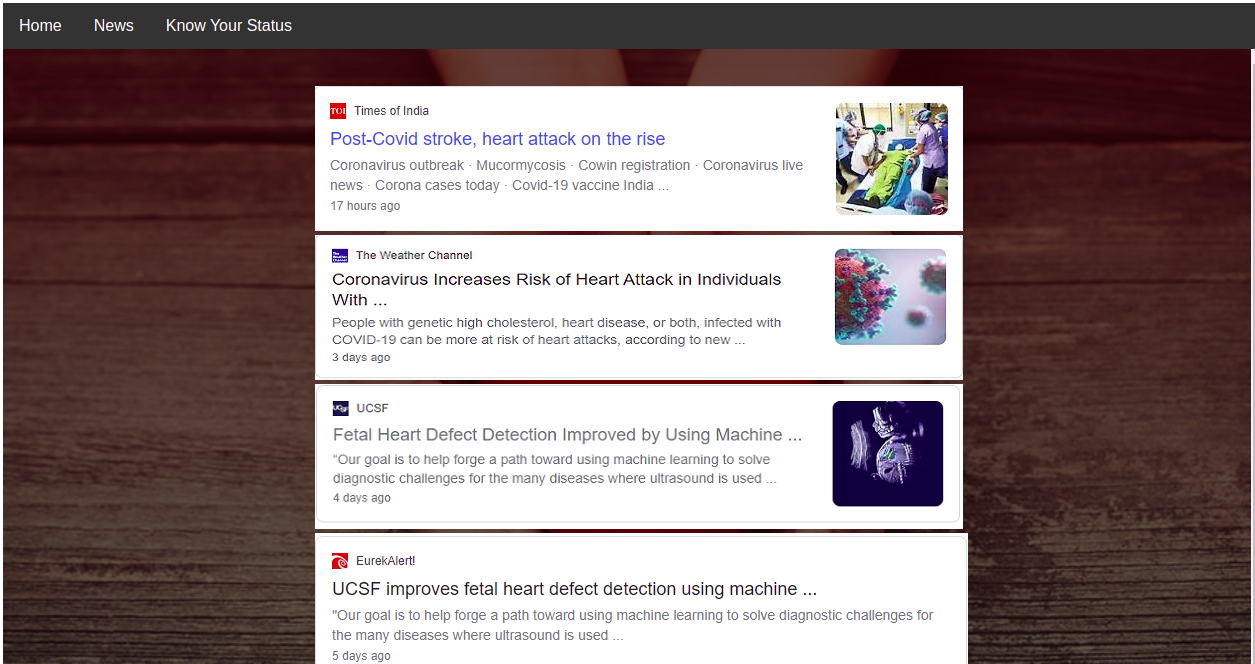 Home News Know Your Status
TOI Times of India
Post-Covid stroke, heart attack on the rise
Coronavirus outbreak · Mucormycosis · Cowin registration · Coronavirus live
news · Corona cases today · Covid-19 vaccine India ...
17 hours ago
The Weather Channel The Weather Channel
Coronavirus Increases Risk of Heart Attack in Individuals
With ...
People with genetic high cholesterol, heart disease, or both, infected with
COVID-19 can be more at risk of heart attacks, according to new ...
3 days ago
UCSF UCSF
Fetal Heart Defect Detection Improved by Using Machine ...
“Our goal is to help forge a path toward using machine learning to solve
diagnostic challenges for the many diseases where ultrasound is used ...
4 days ago
EurekAlert!
UCSF improves fetal heart defect detection using machine ...
"Our goal is to help forge a path toward using machine learning to solve diagnostic challenges for
the many diseases where ultrasound is used ...
5 days ago